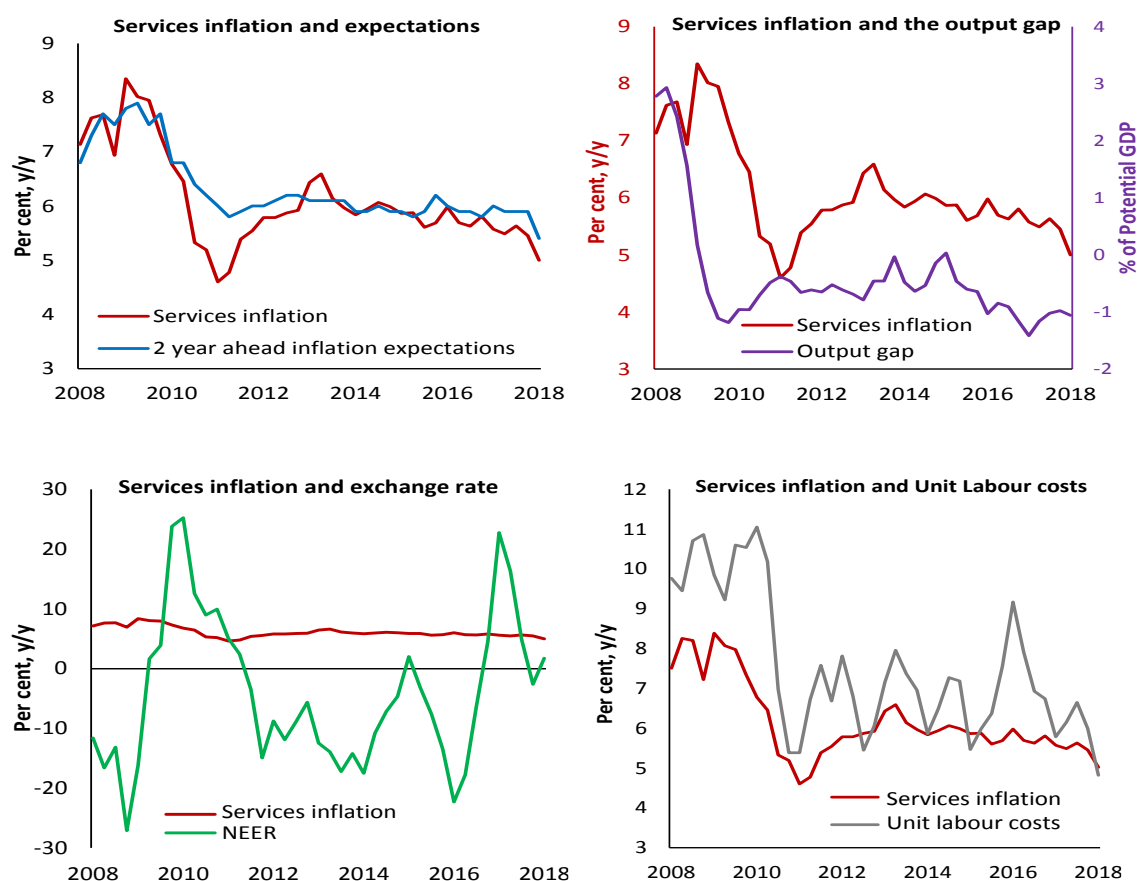 Services inflation and expectations
Per cent, y/y
9
8
7
6
5
4
3
2008 2010 2012 2014 2016 2018
Services inflation
2 year ahead inflation expectations
Services inflation and the output gap
Per cent, y/y
9
8
7
6
5
4
3
% of Potential GDP
4
3
2
1
0
-1
-2
2008 2010 2012 2014 2016 2018
Services inflation
Output gap
Services inflation and exchange rate
Per cent, y/y
30
20
10
0
-10
-20
-30
2008 2010 2012 2014 2016 2018
Services inflation
NEER
Services inflation and Unit Labour costs
Per cent, y/y
12
11
10
9
8
7
6
5
4
3
2008 2010 2012 2014 2016 2018
Services inflation
Unit labour costs